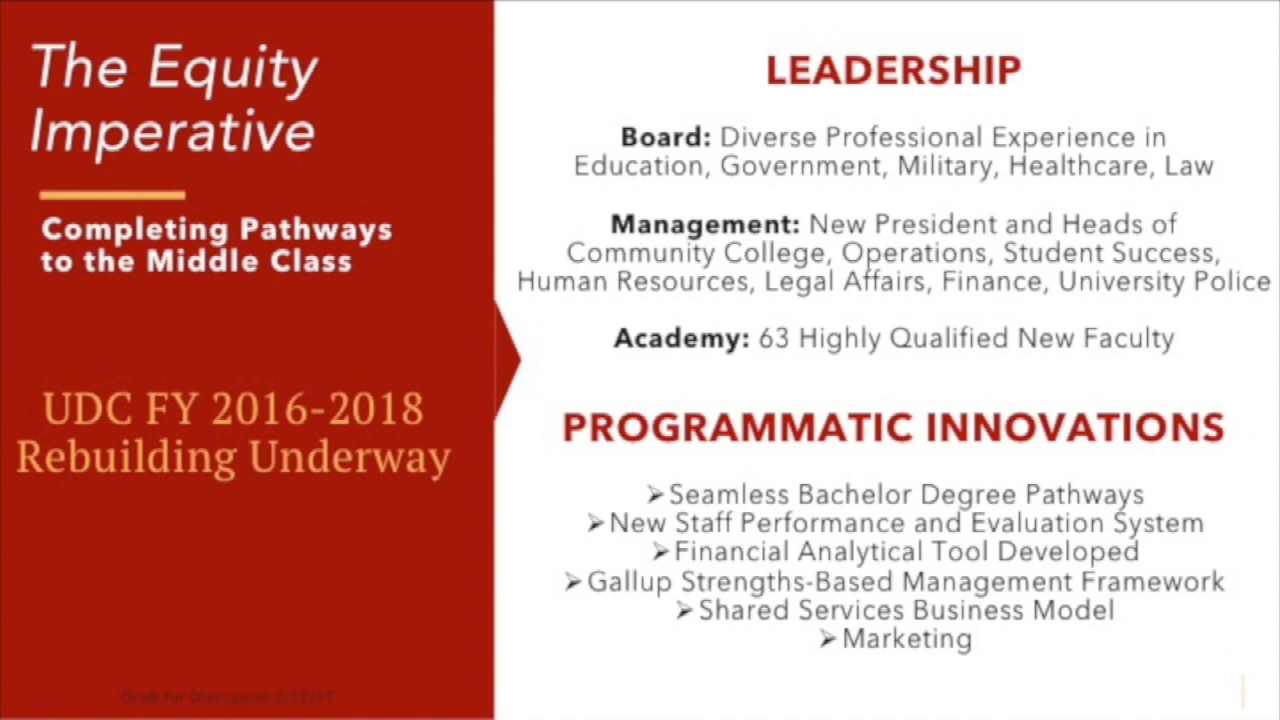 The Equity
Imperative
Completing Pathways
to the Middle Class
UDC FY 2016-2018
Rebuilding Underway
Draft for Discussion
LEADERSHIP
Board: Diverse Professional Experience in
Education, Government, Military, Healthcare, Law
Management: New President and Heads of
Community College, Operations, Student Success,
Human Resources, Legal Affairs, Finance, University Police
Academy: 63 Highly Qualified New Faculty
PROGRAMMATIC INNOVATIONS
➢Seamless Bachelor Degree Pathways
➢New Staff Performance and Evaluation System
➢Financial Analytical Tool Developed
➢Gallup Strengths-Based Management Framework
➢Shared Services Business Model
➢Marketing